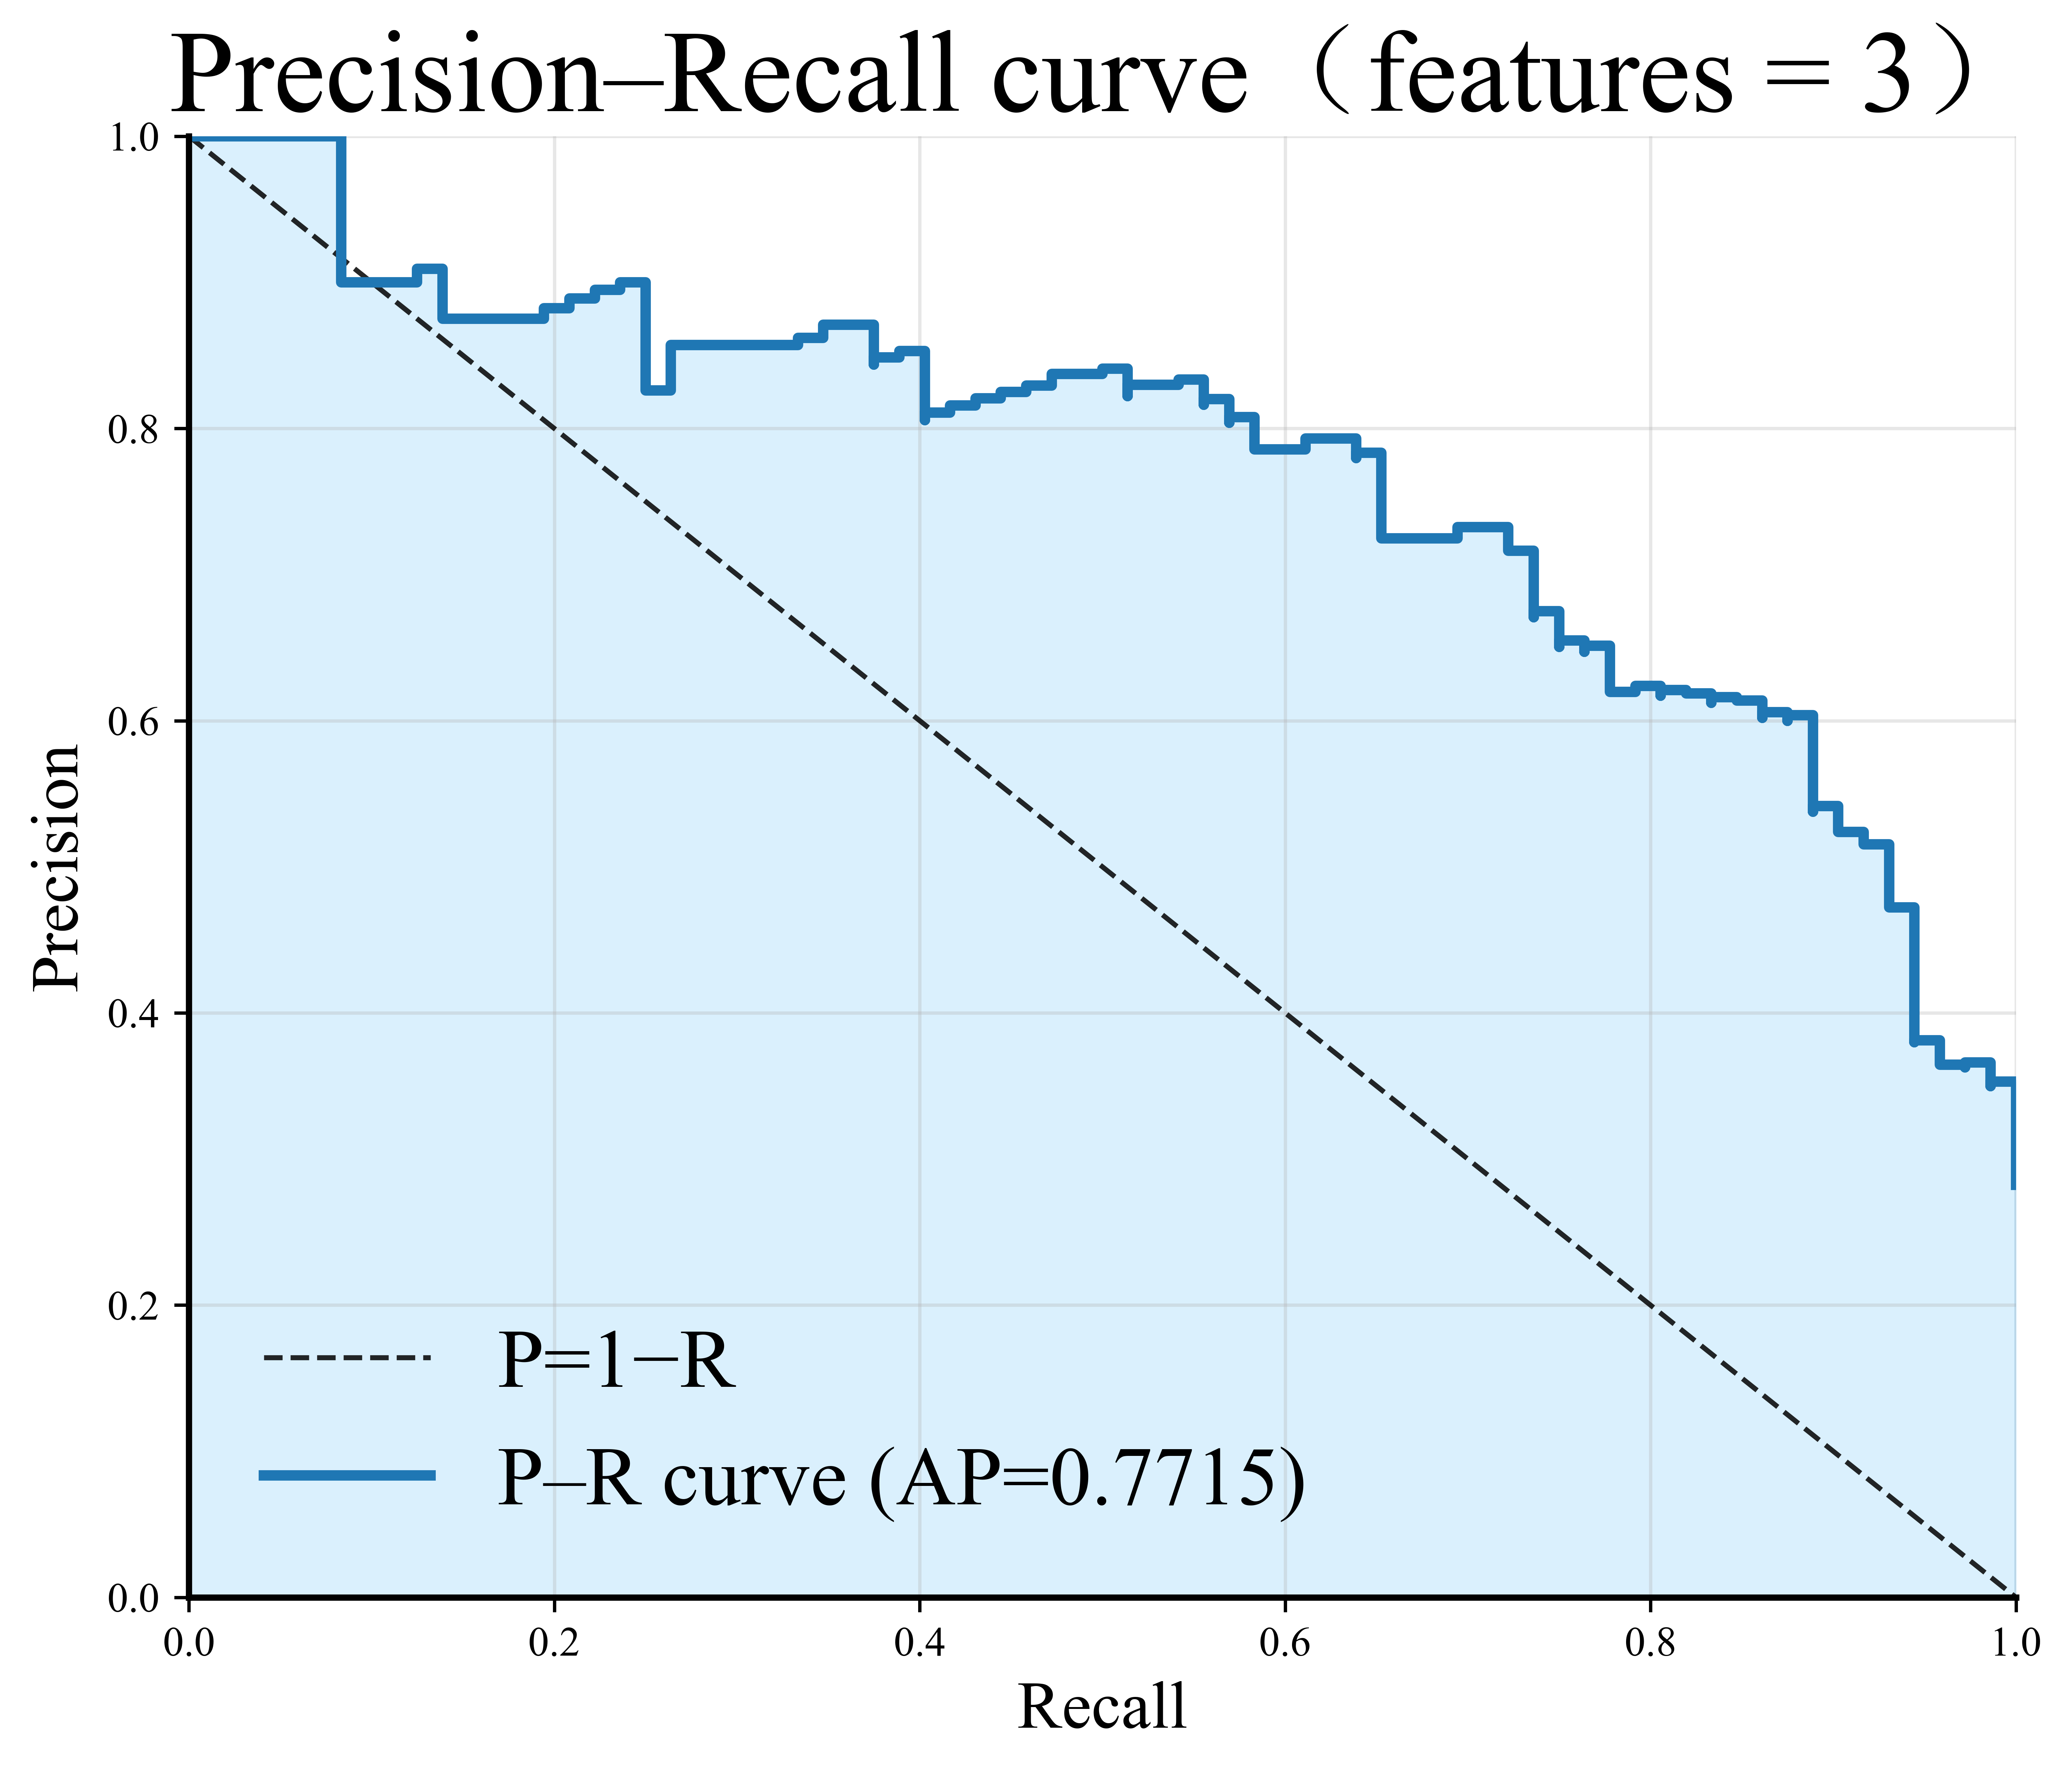 Precision–Recall curve（features = 3）
1.0
0.8
0.6
0.4
0.2
0.0
Precision
P=1−R
P–R curve (AP=0.7715)
0.0 0.2 0.4 0.6 0.8 1.0
Recall